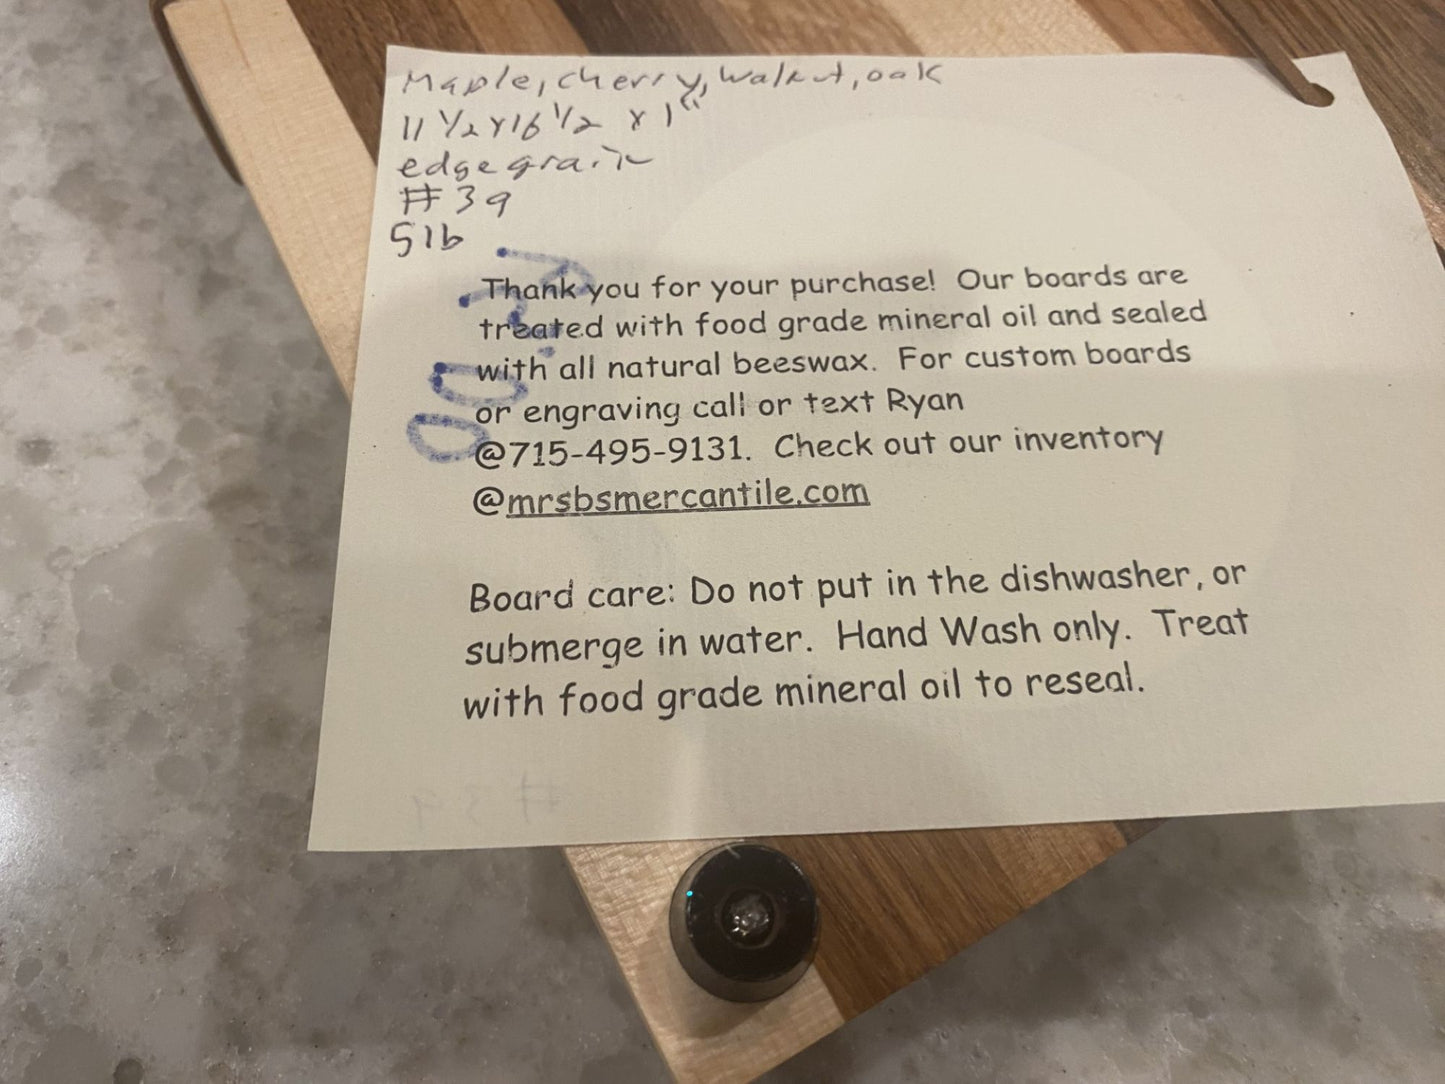 Maple, cherry, walnut, oak
11 1/2 x 16 1/2 x 1"
edge grain
#39
5lb
Thank you for your purchase! Our boards are
treated with food grade mineral oil and sealed
with all natural beeswax. For custom boards
or engraving call or text Ryan
@715-495-9131. Check out our inventory
@mrsbsmercantile.com
Board care: Do not put in the dishwasher, or
submerge in water. Hand Wash only. Treat
with food grade mineral oil to reseal.